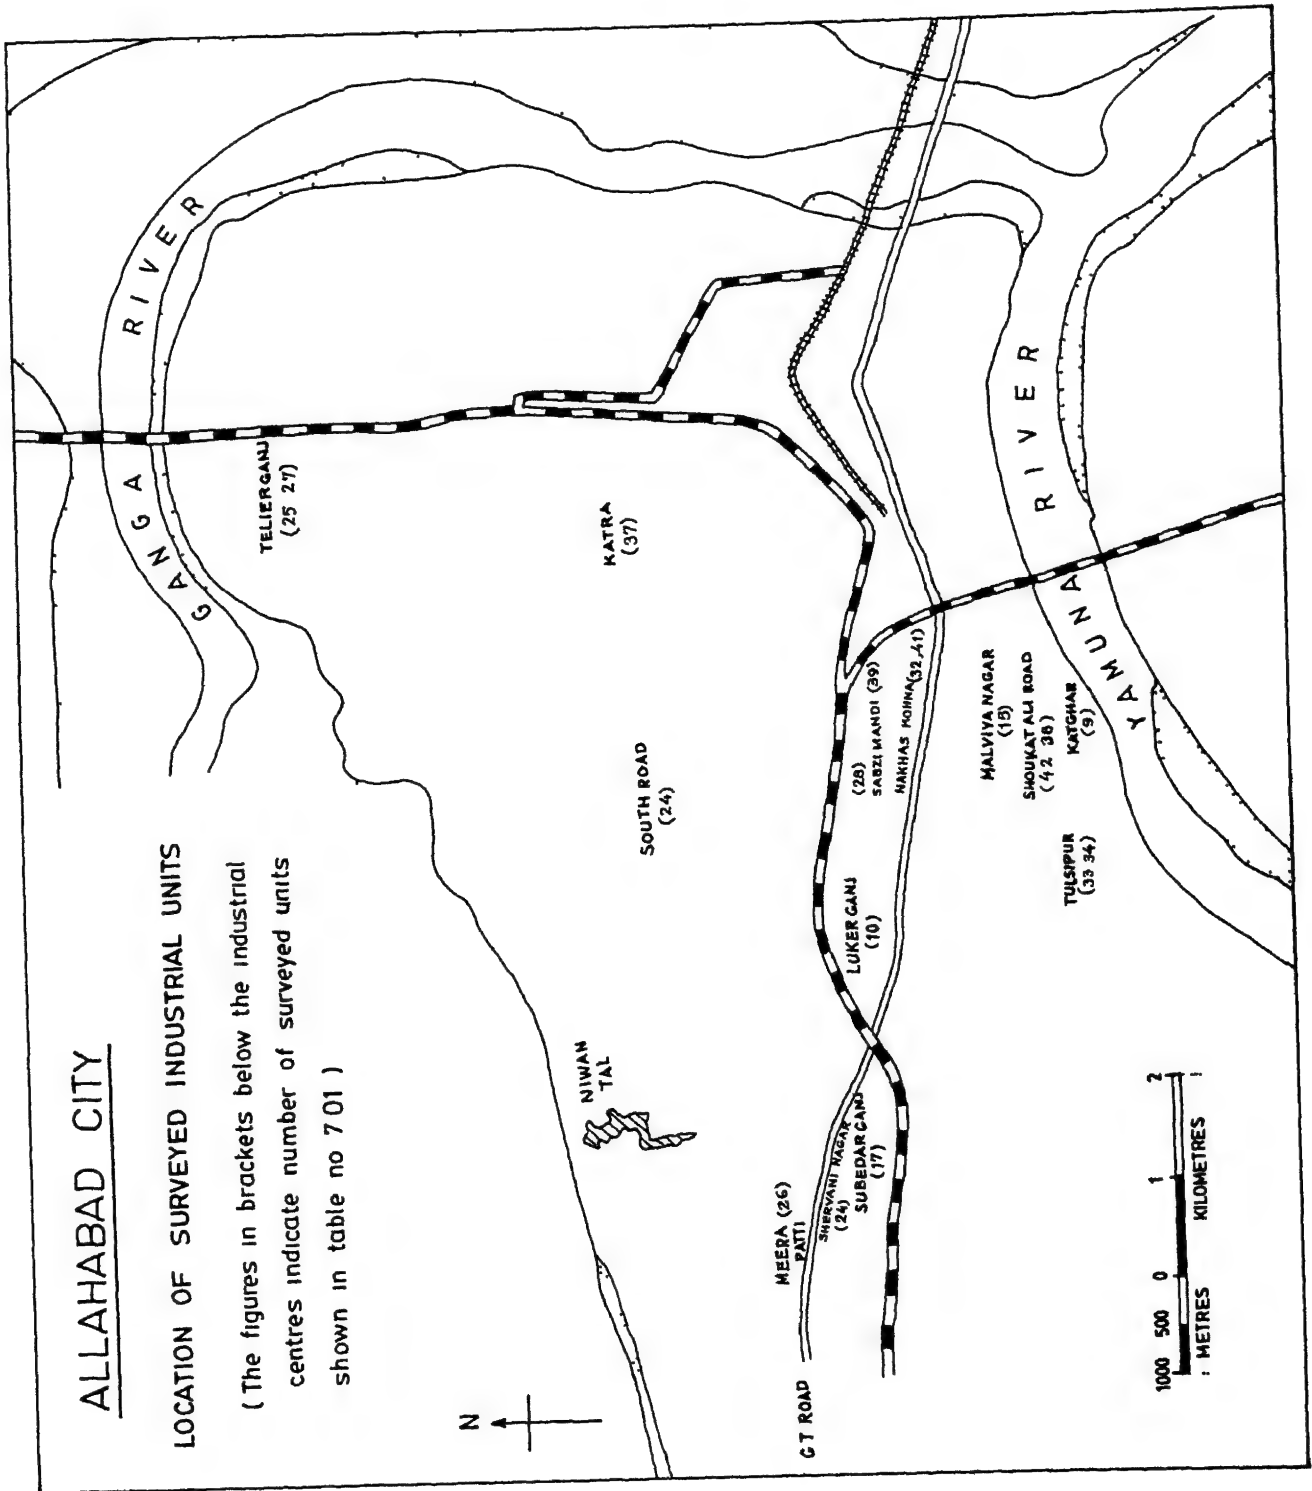 ALLAHABAD CITY
LOCATION OF SURVEYED INDUSTRIAL UNITS
(The figures in brackets below the industrial
centres indicate number of surveyed units
shown in table no 7 01)
N
GANGA RIVER
TELIERGANJ
(25 27)
KATRA
(37)
SOUTH ROAD
(24)
NIWAN
TAL
MEERA (26)
PATTI
SHERVANI NAGAR
(24)
SUBEDARGANJ
(17)
G T ROAD
LUKERGANJ
(10)
(28)
SABZI MANDI (39)
NAKHAS KOHNA (32,41)
MALVIYA NAGAR
(15)
SHOUKAT ALI ROAD
(42 38)
KATGHAR
(9)
TULSIPUR
(33 34)
YAMUNA RIVER
1000 500 0 1 2
METRES KILOMETRES